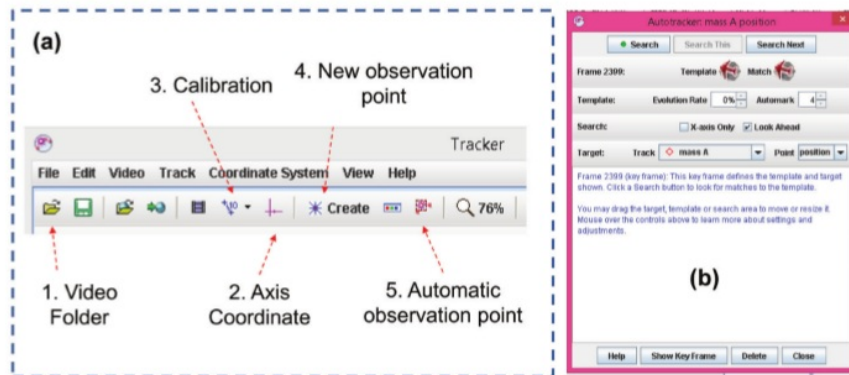 (a)
3. Calibration
4. New observation
point
Tracker
File Edit Video Track Coordinate System View Help
10
Create
76%
1. Video
Folder
2. Axis
Coordinate
5. Automatic
observation point
Autotracker: mass A position
Search Search This Search Next
Frame 2399: Template Match
Template: Evolution Rate 0% Automark 4
Search: X-axis Only Look Ahead
Target: Track mass A Point position
Frame 2399 (key frame): This key frame defines the template and target
shown. Click a Search button to look for matches to the template.
You may drag the target, template or search area to move or resize it.
Mouse over the controls above to learn more about settings and
adjustments.
(b)
Help Show Key Frame Delete Close